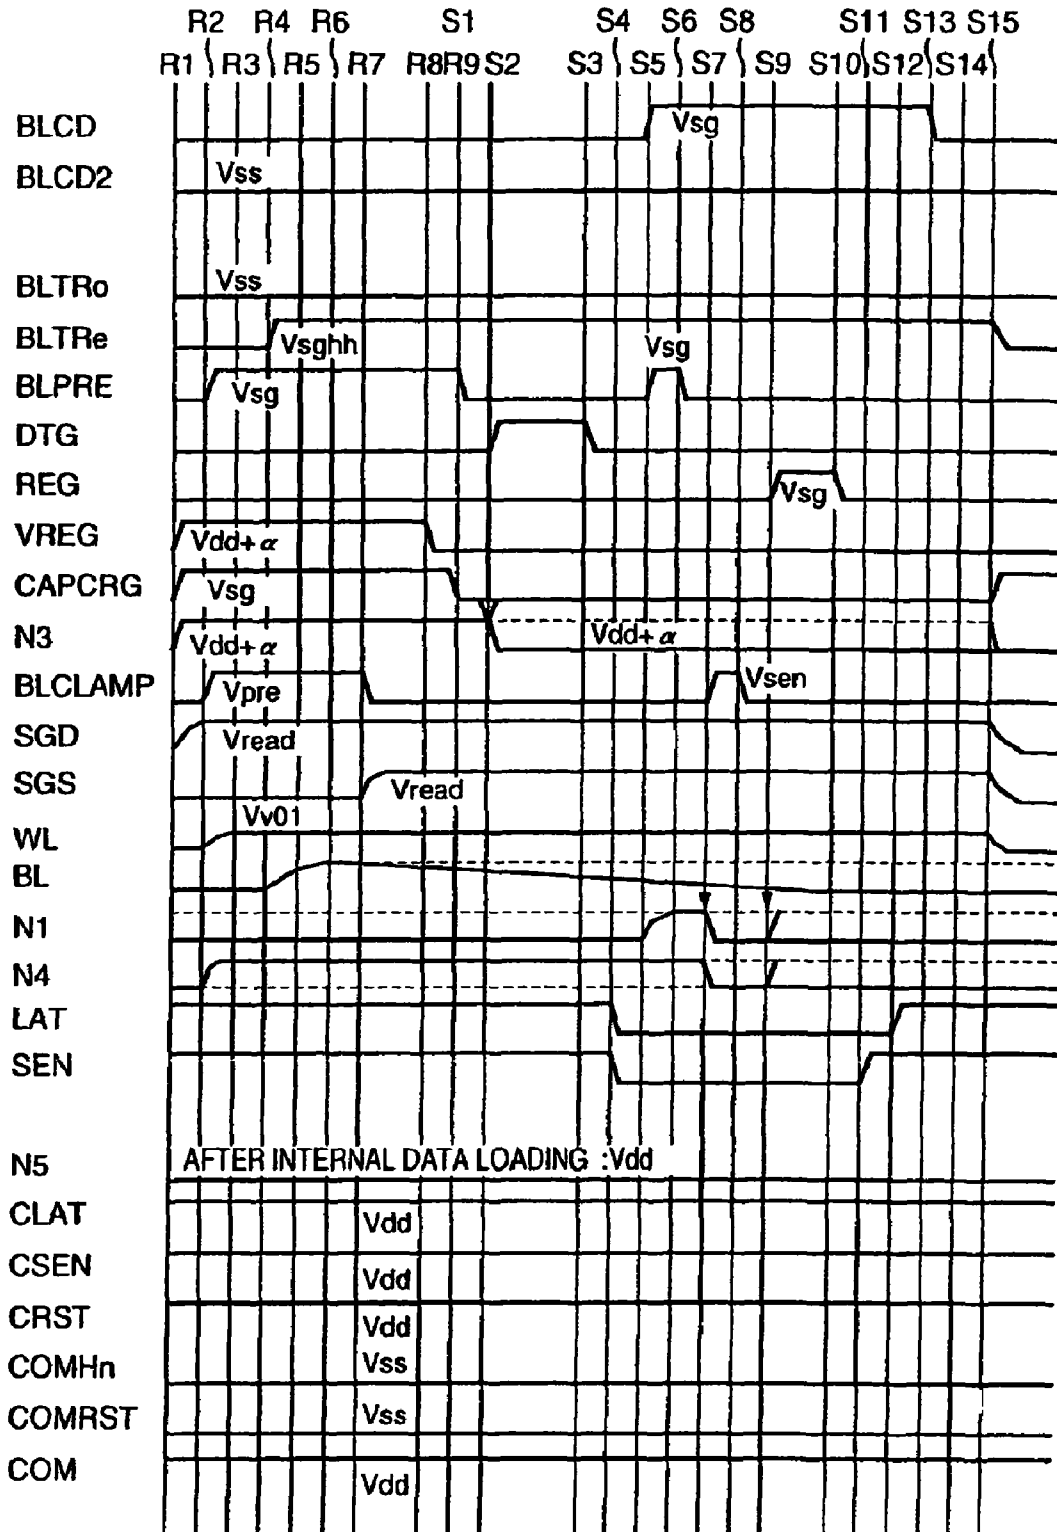 R2 R4 R6 S1 S4 S6 S8 S11 S13 S15
R1 R3 R5 R7 R8 R9 S2 S3 S5 S7 S9 S10 S12 S14
BLCD Vsg
BLCD2 Vss
BLTRo Vss
BLTRe Vsghh Vsg
BLPRE Vsg
DTG
REG Vsg
VREG Vdd+α
CAPCRG Vsg
N3 Vdd+α Vdd+α
BLCLAMP Vpre Vsen
SGD Vread
SGS Vread
Vv01
WL
BL
N1
N4
LAT
SEN
N5 AFTER INTERNAL DATA LOADING :Vdd
CLAT Vdd
CSEN Vdd
CRST Vdd
COMHn Vss
COMRST Vss
COM Vdd